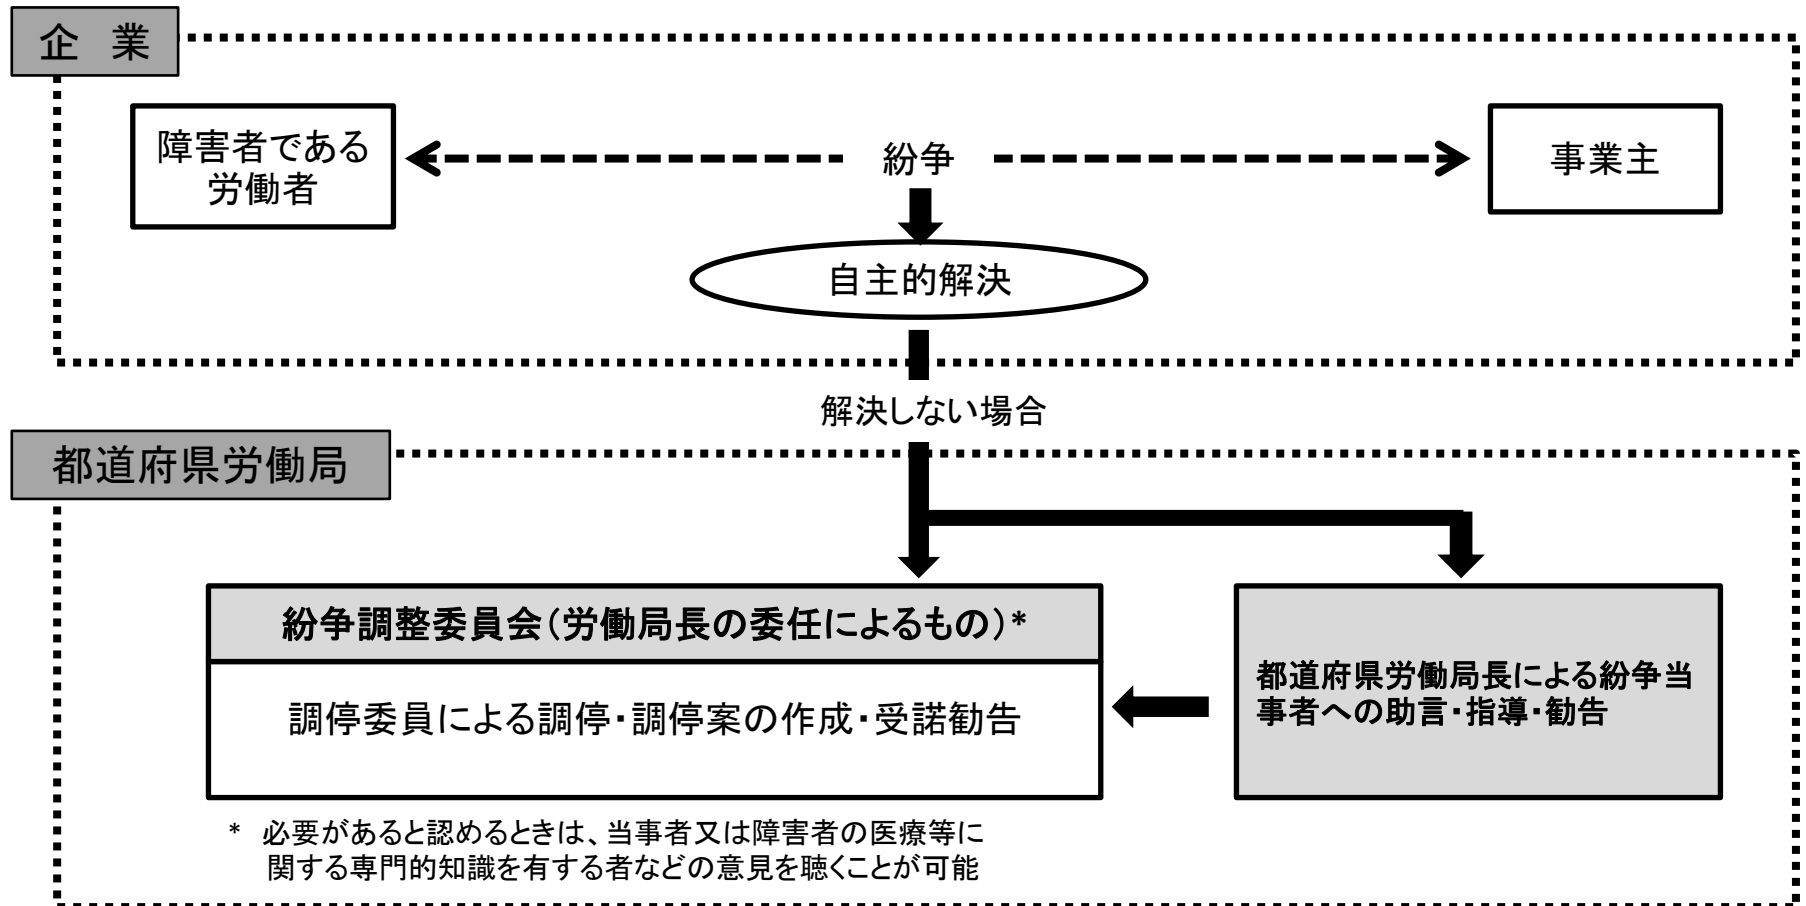 企　業
障害者である
労働者
紛争
事業主
自主的解決
解決しない場合
都道府県労働局
紛争調整委員会（労働局長の委任によるもの）*
調停委員による調停・調停案の作成・受諾勧告
都道府県労働局長による紛争当
事者への助言・指導・勧告
*　必要があると認めるときは、当事者又は障害者の医療等に
関する専門的知識を有する者などの意見を聴くことが可能